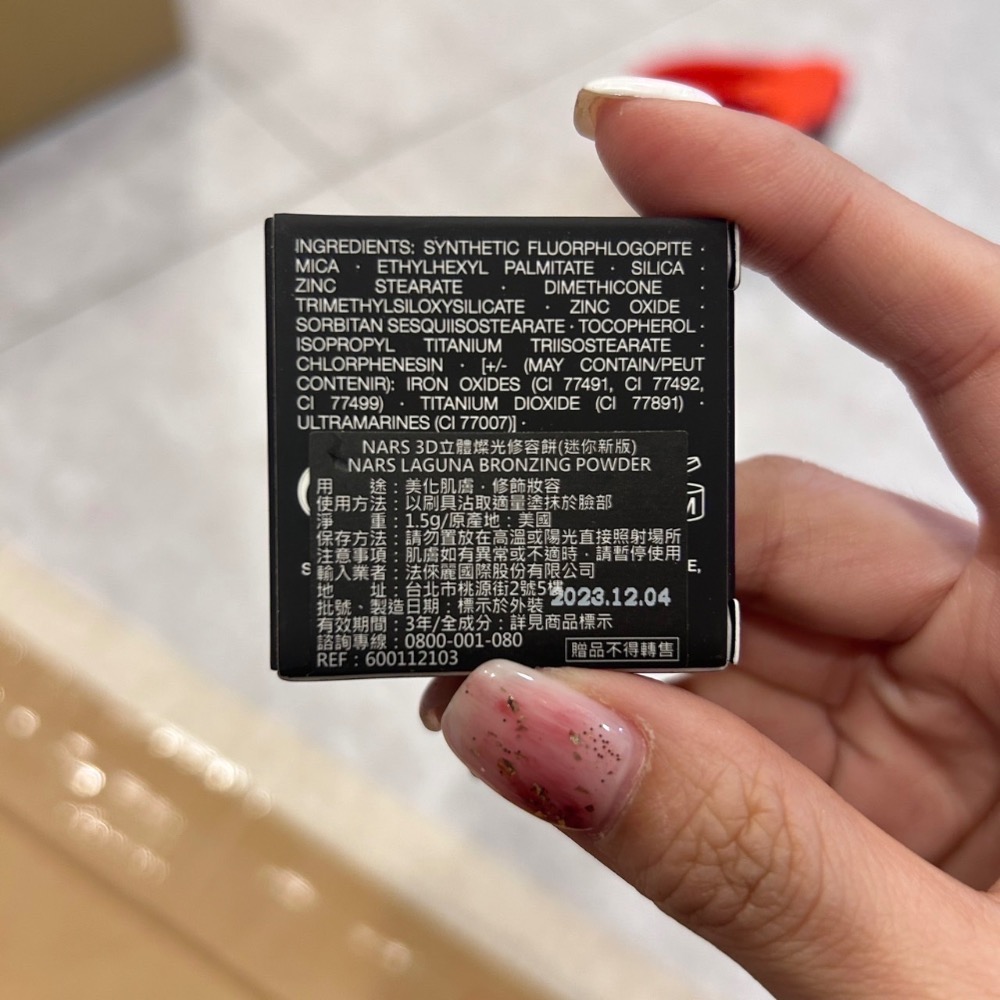 INGREDIENTS: SYNTHETIC FLUORPHLOGOPITE ·
MICA · ETHYLHEXYL PALMITATE · SILICA ·
ZINC STEARATE · DIMETHICONE ·
TRIMETHYLSILOXYSILICATE · ZINC OXIDE ·
SORBITAN SESQUIISOSTEARATE · TOCOPHEROL ·
ISOPROPYL TITANIUM TRIISOSTEARATE ·
CHLORPHENESIN · [+/- (MAY CONTAIN/PEUT
CONTENIR): IRON OXIDES (CI 77491, CI 77492,
CI 77499) · TITANIUM DIOXIDE (CI 77891) ·
ULTRAMARINES (CI 77007)] ·
NARS 3D立體燦光修容餅(迷你新版)
NARS LAGUNA BRONZING POWDER
用 途：美化肌膚·修飾妝容
使用方法：以刷具沾取適量塗抹於臉部
淨 重：1.5g/原產地：美國
保存方法：請勿置放在高溫或陽光直接照射場所
注意事項：肌膚如有異常或不適時，請暫停使用
輸入業者：法倈麗國際股份有限公司
地 址：台北市桃源街2號5樓
2023.12.04
批號、製造日期：標示於外裝
有效期間：3年/全成分：詳見商品標示
諮詢專線：0800-001-080
贈品不得轉售
REF：600112103